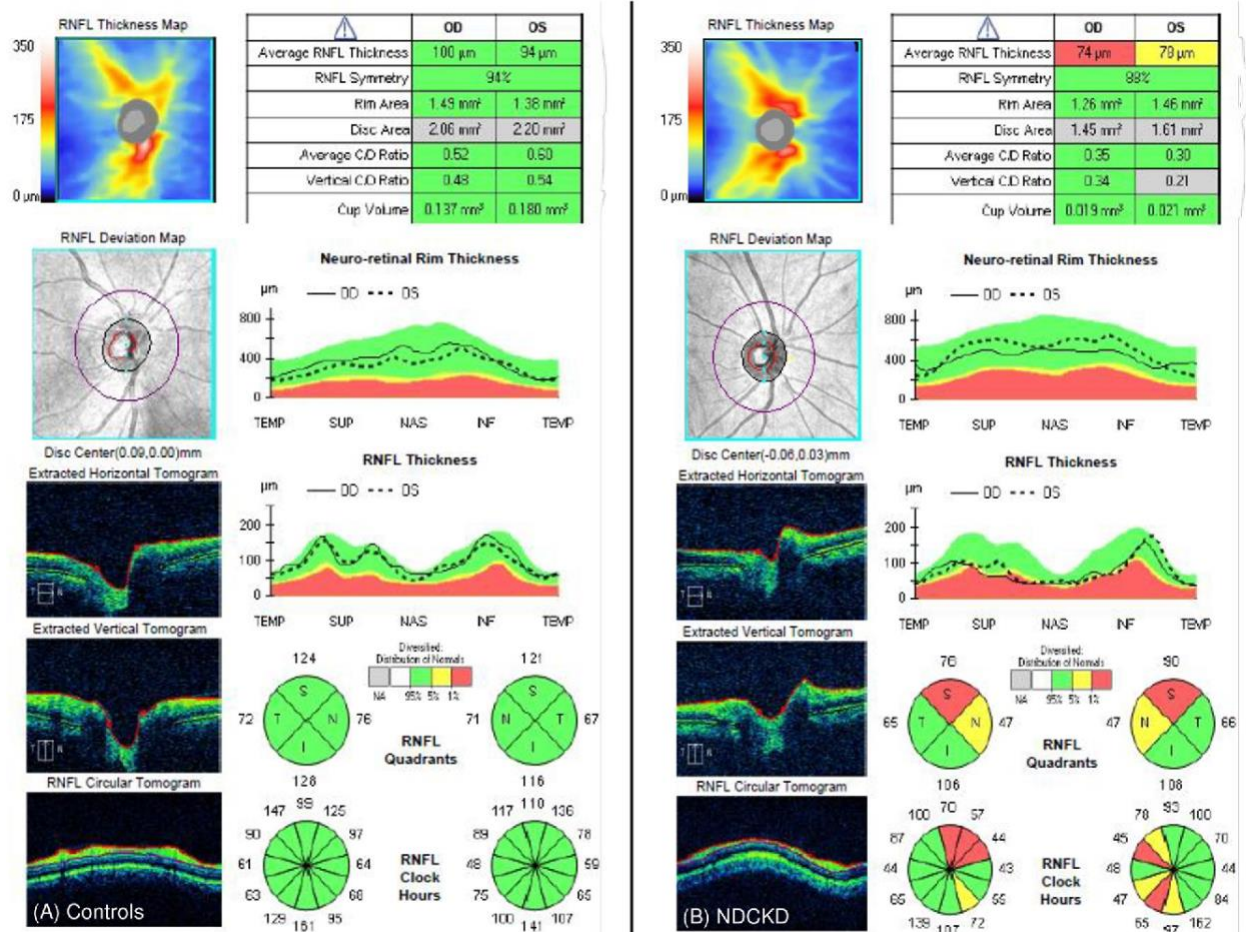 RNFL Thickness Map
350
175
0 µm
OD OS
Average RNFL Thickness 100 µm 94 µm
RNFL Symmetry 94%
Rim Area 1.49 mm² 1.38 mm²
Disc Area 2.06 mm² 2.20 mm²
Average C/D Ratio 0.52 0.60
Vertical C/D Ratio 0.48 0.54
Cup Volume 0.137 mm³ 0.180 mm³
RNFL Deviation Map
Disc Center(0.09,0.00)mm
Neuro-retinal Rim Thickness
µm
OD OS
800
400
0
TEMP SUP NAS INF TEMP
Extracted Horizontal Tomogram
T N
RNFL Thickness
µm
OD OS
200
100
0
TEMP SUP NAS INF TEMP
Extracted Vertical Tomogram
T N
Diversified:
Distribution of Normals
NA 95% 5% 1%
124
S
72 T N 76
I
128
121
S
71 N T 67
I
116
RNFL
Quadrants
RNFL Circular Tomogram
99
147 125
90 97
61 64
63 68
129 95
151
110
117 136
89 78
48 59
75 65
100 107
141
RNFL
Clock
Hours
(A) Controls
RNFL Thickness Map
350
175
0 µm
OD OS
Average RNFL Thickness 74 µm 78 µm
RNFL Symmetry 88%
Rim Area 1.26 mm² 1.46 mm²
Disc Area 1.45 mm² 1.61 mm²
Average C/D Ratio 0.35 0.30
Vertical C/D Ratio 0.34 0.21
Cup Volume 0.019 mm³ 0.021 mm³
RNFL Deviation Map
Disc Center(-0.06,0.03)mm
Neuro-retinal Rim Thickness
µm
OD OS
800
400
0
TEMP SUP NAS INF TEMP
Extracted Horizontal Tomogram
T N
RNFL Thickness
µm
OD OS
200
100
0
TEMP SUP NAS INF TEMP
Extracted Vertical Tomogram
T N
Diversified:
Distribution of Normals
NA 95% 5% 1%
76
S
65 T N 47
I
106
90
S
47 N T 66
I
108
RNFL
Quadrants
RNFL Circular Tomogram
70
100 57
87 44
44 43
65 55
139 72
107
93
78 100
45 70
48 44
47 84
65 162
97
RNFL
Clock
Hours
(B) NDCKD